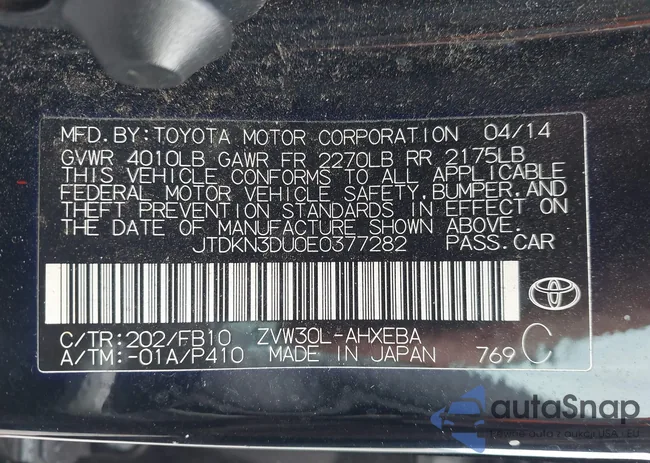 MFD.BY:TOYOTA MOTOR CORPORATION 04/14
GVWR 4010LB GAWR FR 2270LB RR 2175LB
THIS VEHICLE CONFORMS TO ALL APPLICABLE
FEDERAL MOTOR VEHICLE SAFETY,BUMPER,AND
THEFT PREVENTION STANDARDS IN EFFECT ON
THE DATE OF MANUFACTURE SHOWN ABOVE.
JTDKN3DU0E0377282 PASS.CAR
C/TR:202/FB10 ZVW30L-AHXEBA
A/TM:-01A/P410 MADE IN JAPAN 769 C
autaSnap